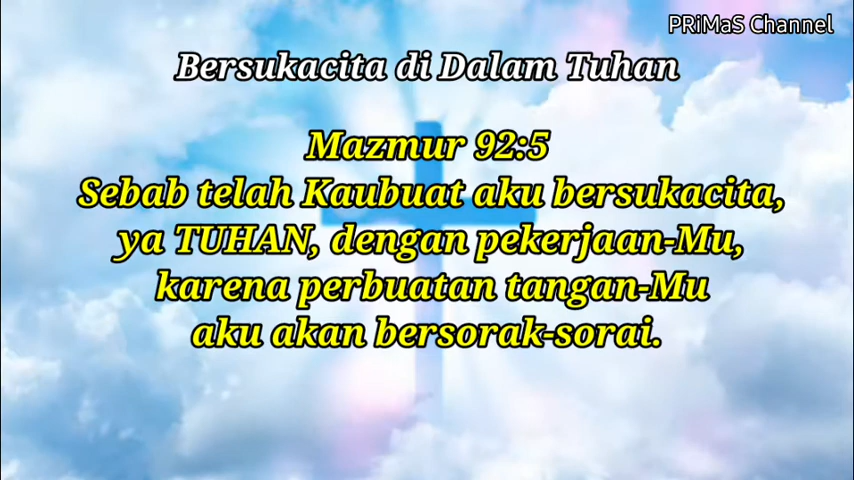 PRiMaS Channel
Bersukacita di Dalam Tuhan
Mazmur 92:5
Sebab telah Kaubuat aku bersukacita,
ya TUHAN, dengan pekerjaan-Mu,
karena perbuatan tangan-Mu
aku akan bersorak-sorai.